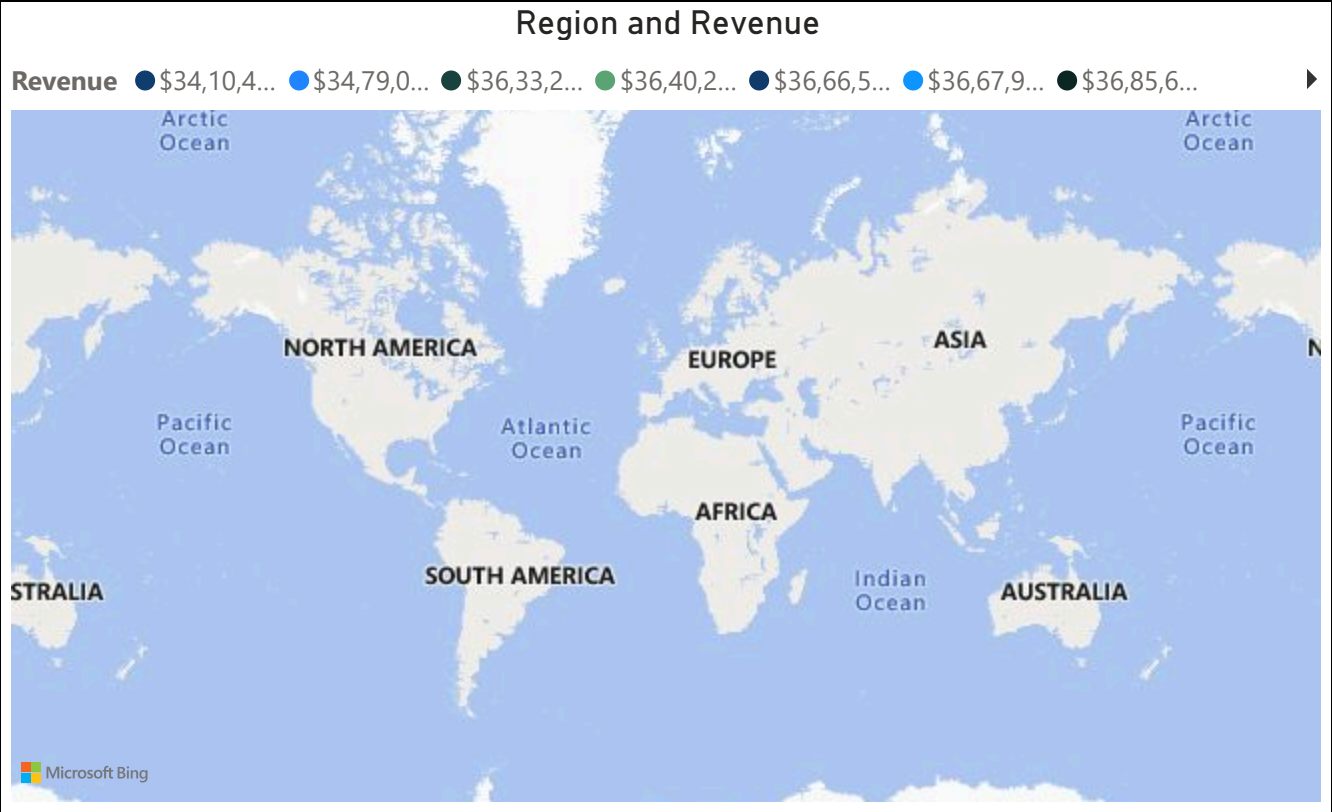 Region and Revenue
Revenue $34,10,4... $34,79,0... $36,33,2... $36,40,2... $36,66,5... $36,67,9... $36,85,6...
Arctic
Ocean
Arctic
Ocean
NORTH AMERICA
EUROPE
ASIA
N
Pacific
Ocean
Atlantic
Ocean
Pacific
Ocean
AFRICA
SOUTH AMERICA
Indian
Ocean
STRALIA
AUSTRALIA
Microsoft Bing